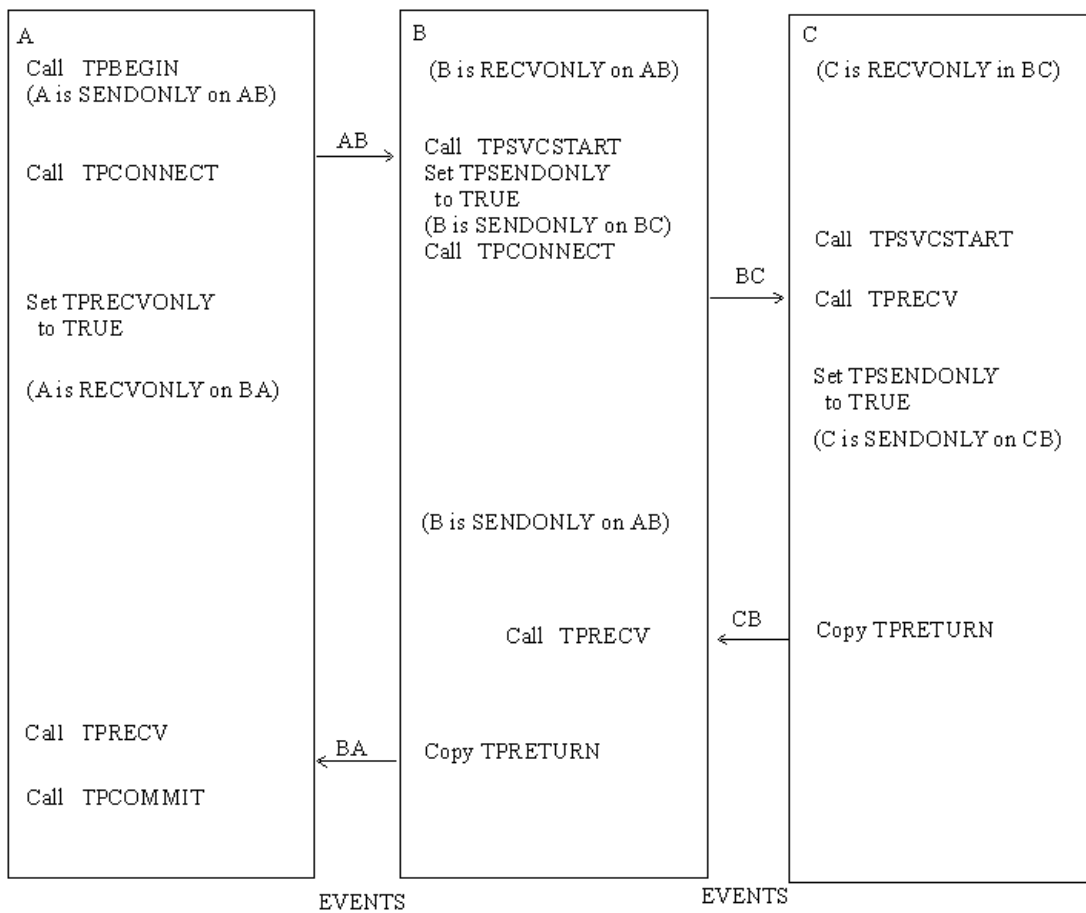 A
Call TPBEGIN
(A is SENDONLY on AB)
Call TPCONNECT
Set TPRECVONLY
to TRUE
(A is RECVONLY on BA)
Call TPRECV
Call TPCOMMIT
AB
BA
EVENTS
B
(B is RECVONLY on AB)
Call TPSVCSTART
Set TPSENDONLY
to TRUE
(B is SENDONLY on BC)
Call TPCONNECT
(B is SENDONLY on AB)
Call TPRECV
Copy TPRETURN
BC
CB
EVENTS
C
(C is RECVONLY in BC)
Call TPSVCSTART
Call TPRECV
Set TPSENDONLY
to TRUE
(C is SENDONLY on CB)
Copy TPRETURN